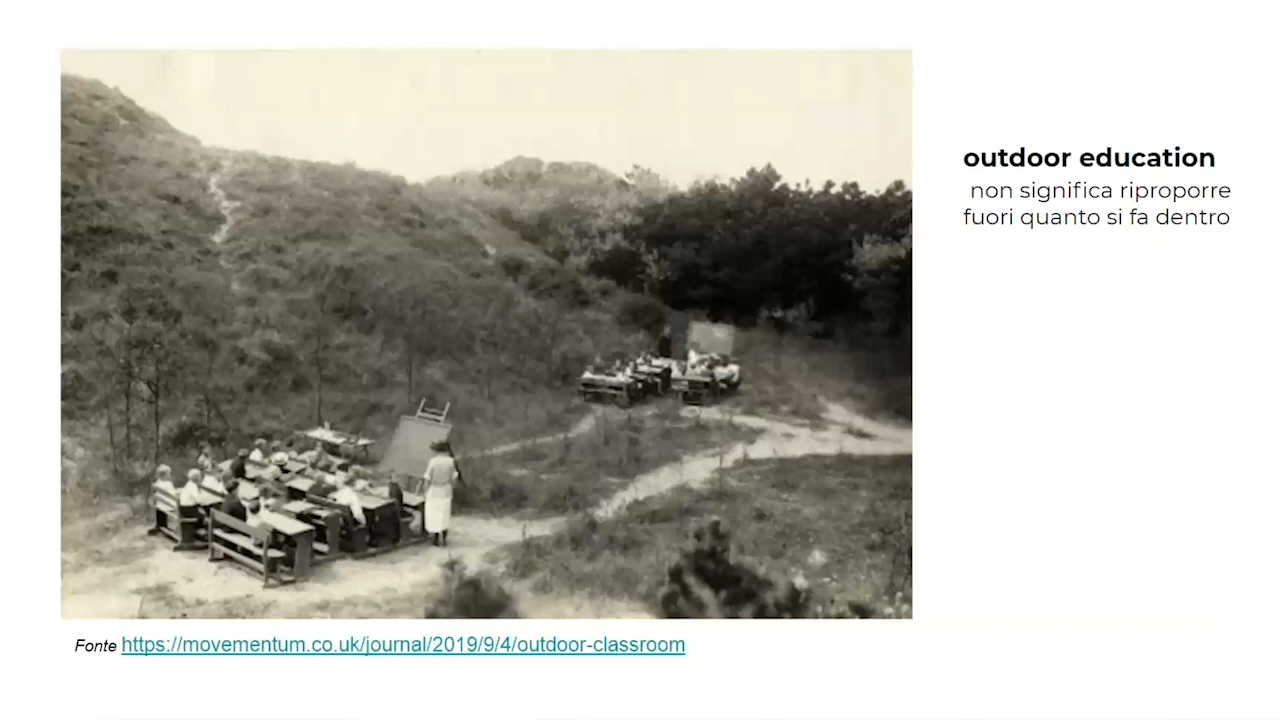 outdoor education
non significa riproporre
fuori quanto si fa dentro
Fonte https://movementum.co.uk/journal/2019/9/4/outdoor-classroom